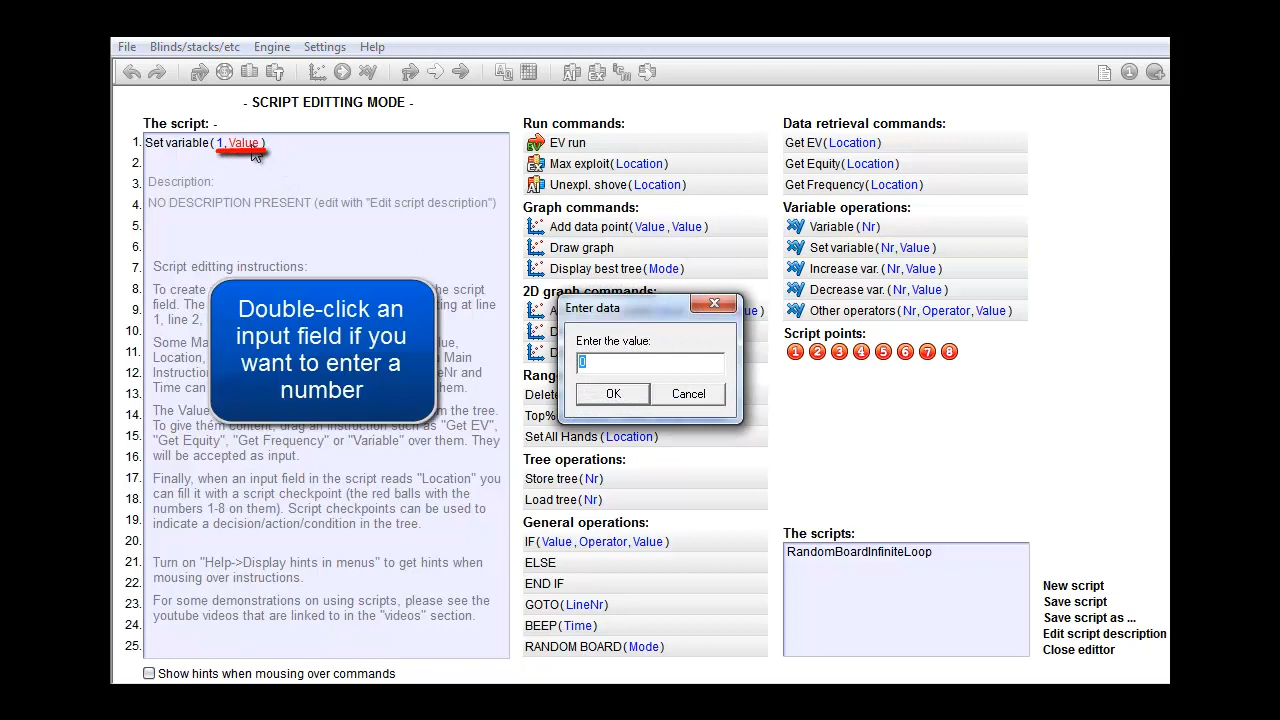 File Blinds/stacks/etc Engine Settings Help
- SCRIPT EDITTING MODE -
The script: -
1. Set variable ( 1, Value )
2.
3. Description:
4. NO DESCRIPTION PRESENT (edit with "Edit script description")
5.
6.
7. Script editting instructions:
8. To create the script
9. field. The ting at line
10. 1, line 2,
11. Some Ma lue,
Location, Main
12. Instructio eNr and
13. Time can em.
14. The Value m the tree.
To give them content, drag an instruction such as "Get EV",
15. "Get Equity", "Get Frequency" or "Variable" over them. They
16. will be accepted as input.
17. Finally, when an input field in the script reads "Location" you
18. can fill it with a script checkpoint (the red balls with the
numbers 1-8 on them). Script checkpoints can be used to
19. indicate a decision/action/condition in the tree.
20.
21. Turn on "Help->Display hints in menus" to get hints when
22. mousing over instructions.
23. For some demonstrations on using scripts, please see the
24. youtube videos that are linked to in the "videos" section.
25.
Show hints when mousing over commands
Double-click an
input field if you
want to enter a
number
Run commands:
EV run
Max exploit ( Location )
Unexpl. shove ( Location )
Graph commands:
Add data point ( Value , Value )
Draw graph
Display best tree ( Mode )
2D graph commands:
Enter data
Enter the value:
0
OK Cancel
Delete
Top%
Set All Hands ( Location )
Tree operations:
Store tree ( Nr )
Load tree ( Nr )
General operations:
IF ( Value , Operator, Value )
ELSE
END IF
GOTO ( LineNr )
BEEP ( Time )
RANDOM BOARD ( Mode )
Data retrieval commands:
Get EV ( Location )
Get Equity ( Location )
Get Frequency ( Location )
Variable operations:
Variable ( Nr )
Set variable ( Nr , Value )
Increase var. ( Nr , Value )
Decrease var. ( Nr , Value )
Other operators ( Nr , Operator, Value )
Script points:
1 2 3 4 5 6 7 8
The scripts:
RandomBoardInfiniteLoop
New script
Save script
Save script as ...
Edit script description
Close edittor